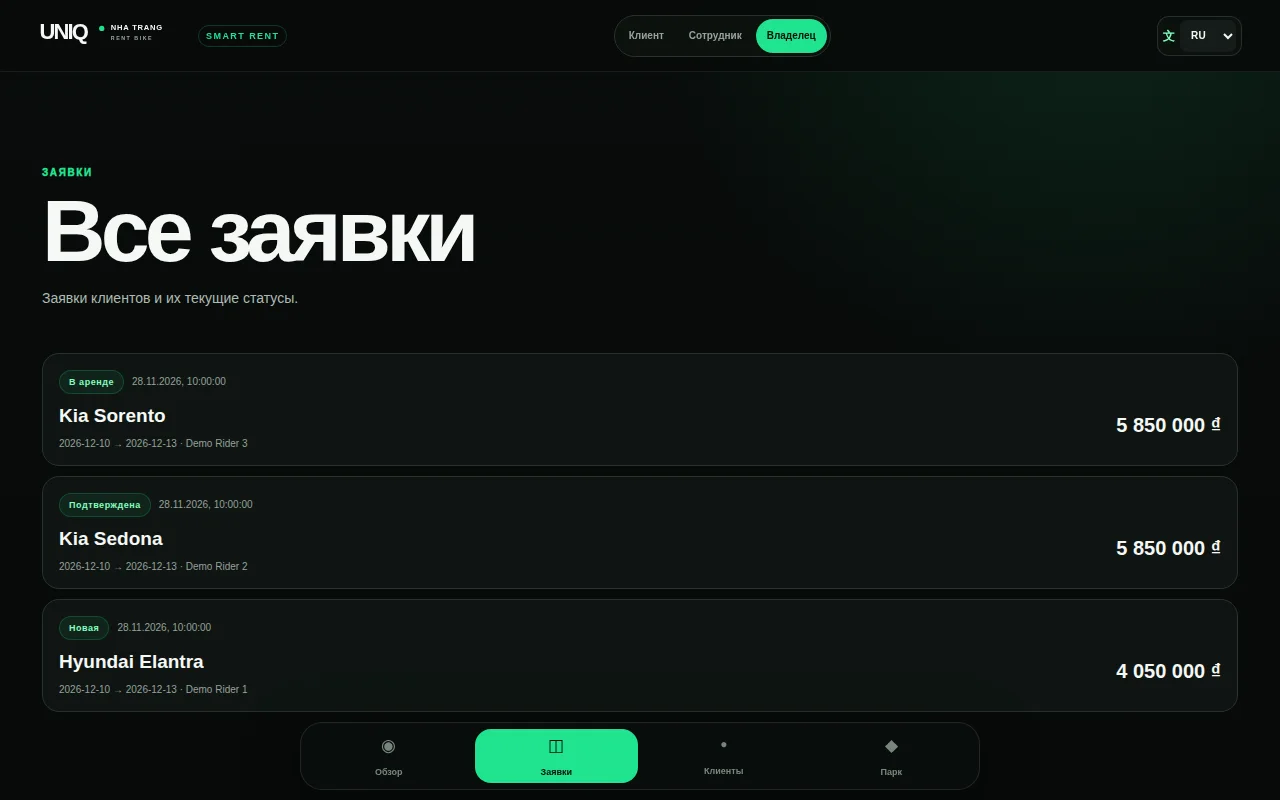 UNIQ
NHA TRANG
RENT BIKE
SMART RENT
Клиент
Сотрудник
Владелец
文
RU
ЗАЯВКИ
Все заявки
Заявки клиентов и их текущие статусы.
В аренде 28.11.2026, 10:00:00
Kia Sorento
5 850 000 ₫
2026-12-10 → 2026-12-13 · Demo Rider 3
Подтверждена 28.11.2026, 10:00:00
Kia Sedona
5 850 000 ₫
2026-12-10 → 2026-12-13 · Demo Rider 2
Новая 28.11.2026, 10:00:00
Hyundai Elantra
4 050 000 ₫
2026-12-10 → 2026-12-13 · Demo Rider 1
Обзор
Заявки
Клиенты
Парк